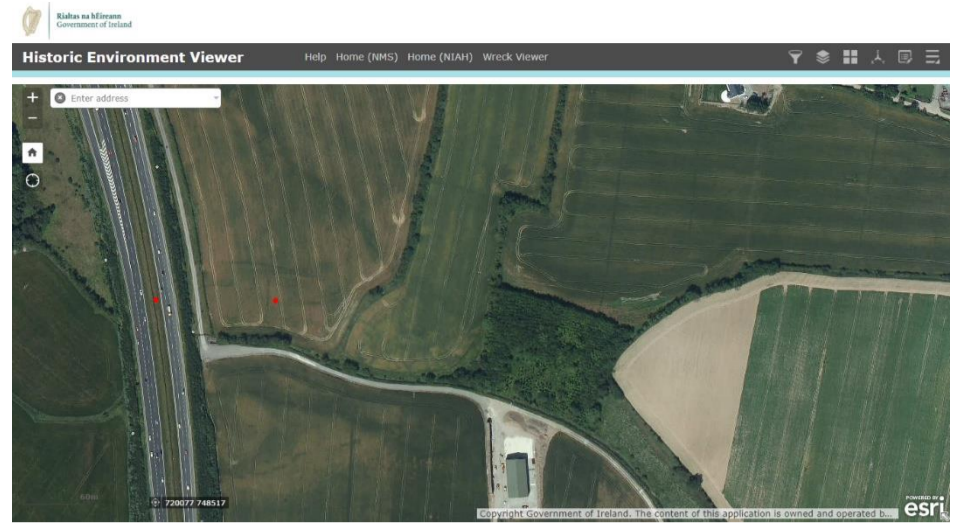 Rialtas na hÉireann
Government of Ireland
Historic Environment Viewer
Help Home (NMS) Home (NIAH) Wreck Viewer
+
Enter address
−
60m
720077 748517
Copyright Government of Ireland. The content of this application is owned and operated b...
POWERED BY
esri